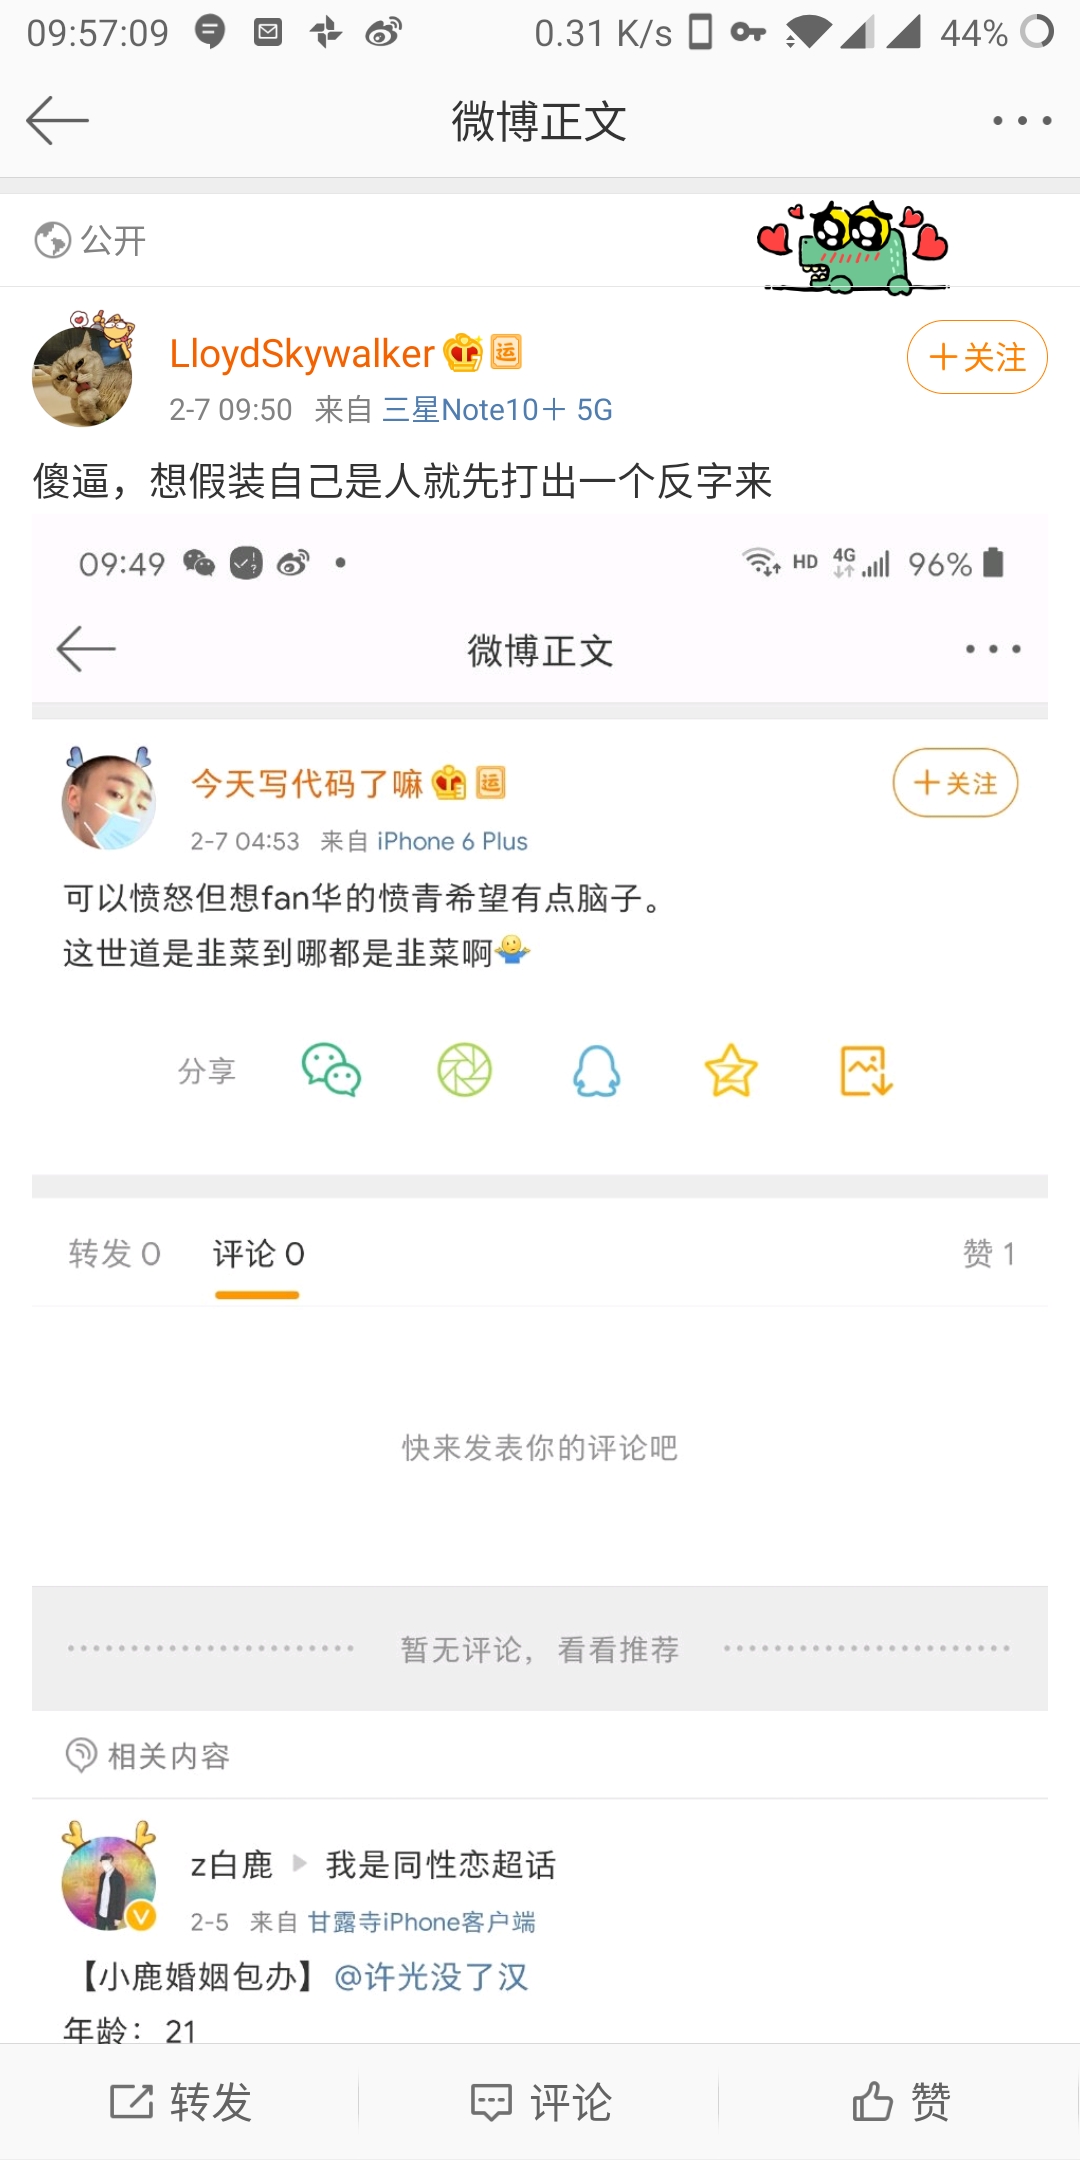 09:57:09
0.31 K/s
44%
微博正文
公开
LloydSkywalker 运
+关注
2-7 09:50 来自 三星Note10+ 5G
傻逼，想假装自己是人就先打出一个反字来
09:49
HD 4G 96%
微博正文
今天写代码了嘛 运
+关注
2-7 04:53 来自 iPhone 6 Plus
可以愤怒但想fan华的愤青希望有点脑子。
这世道是韭菜到哪都是韭菜啊🤷
分享
转发 0 评论 0 赞 1
快来发表你的评论吧
暂无评论，看看推荐
相关内容
z白鹿 ▶ 我是同性恋超话
2-5 来自 甘露寺iPhone客户端
【小鹿婚姻包办】@许光没了汉
年龄：21
转发 评论 赞